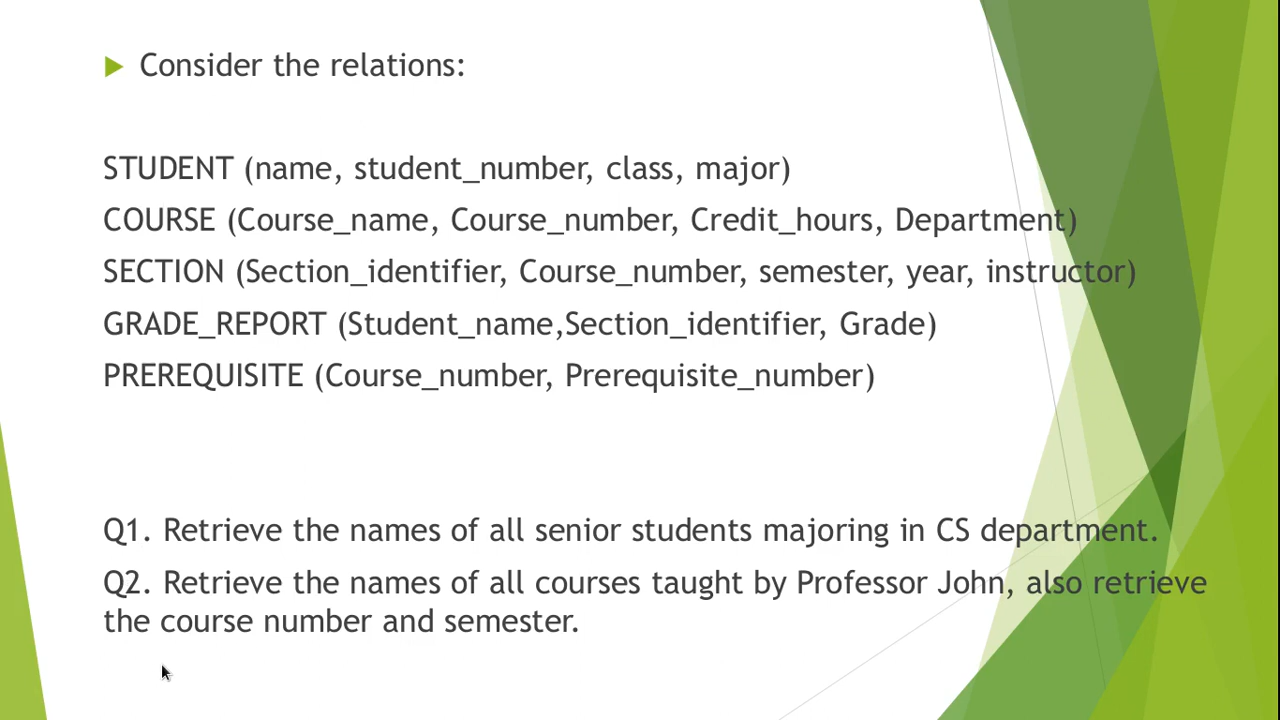 Consider the relations:
STUDENT (name, student_number, class, major)
COURSE (Course_name, Course_number, Credit_hours, Department)
SECTION (Section_identifier, Course_number, semester, year, instructor)
GRADE_REPORT (Student_name,Section_identifier, Grade)
PREREQUISITE (Course_number, Prerequisite_number)
Q1. Retrieve the names of all senior students majoring in CS department.
Q2. Retrieve the names of all courses taught by Professor John, also retrieve
the course number and semester.